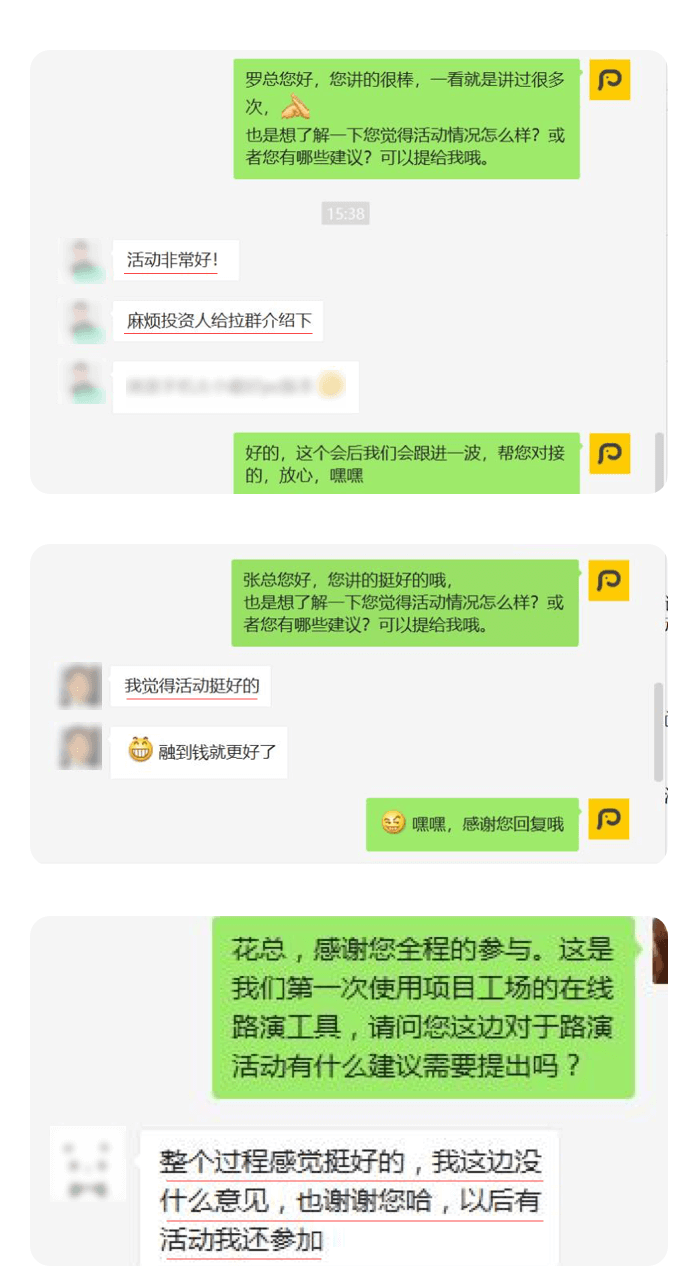 罗总您好，您讲的很棒，一看就是讲过很多
次，
也是想了解一下您觉得活动情况怎么样？或
者您有哪些建议？可以提给我哦。
15:38
活动非常好！
麻烦投资人给拉群介绍下
好的，这个会后我们会跟进一波，帮您对接
的，放心，嘿嘿
张总您好，您讲的挺好的哦，
也是想了解一下您觉得活动情况怎么样？或
者您有哪些建议？可以提给我哦。
我觉得活动挺好的
融到钱就更好了
嘿嘿，感谢您回复哦
花总，感谢您全程的参与。这是
我们第一次使用项目工场的在线
路演工具，请问您这边对于路演
活动有什么建议需要提出吗？
整个过程感觉挺好的，我这边没
什么意见，也谢谢您哈，以后有
活动我还参加